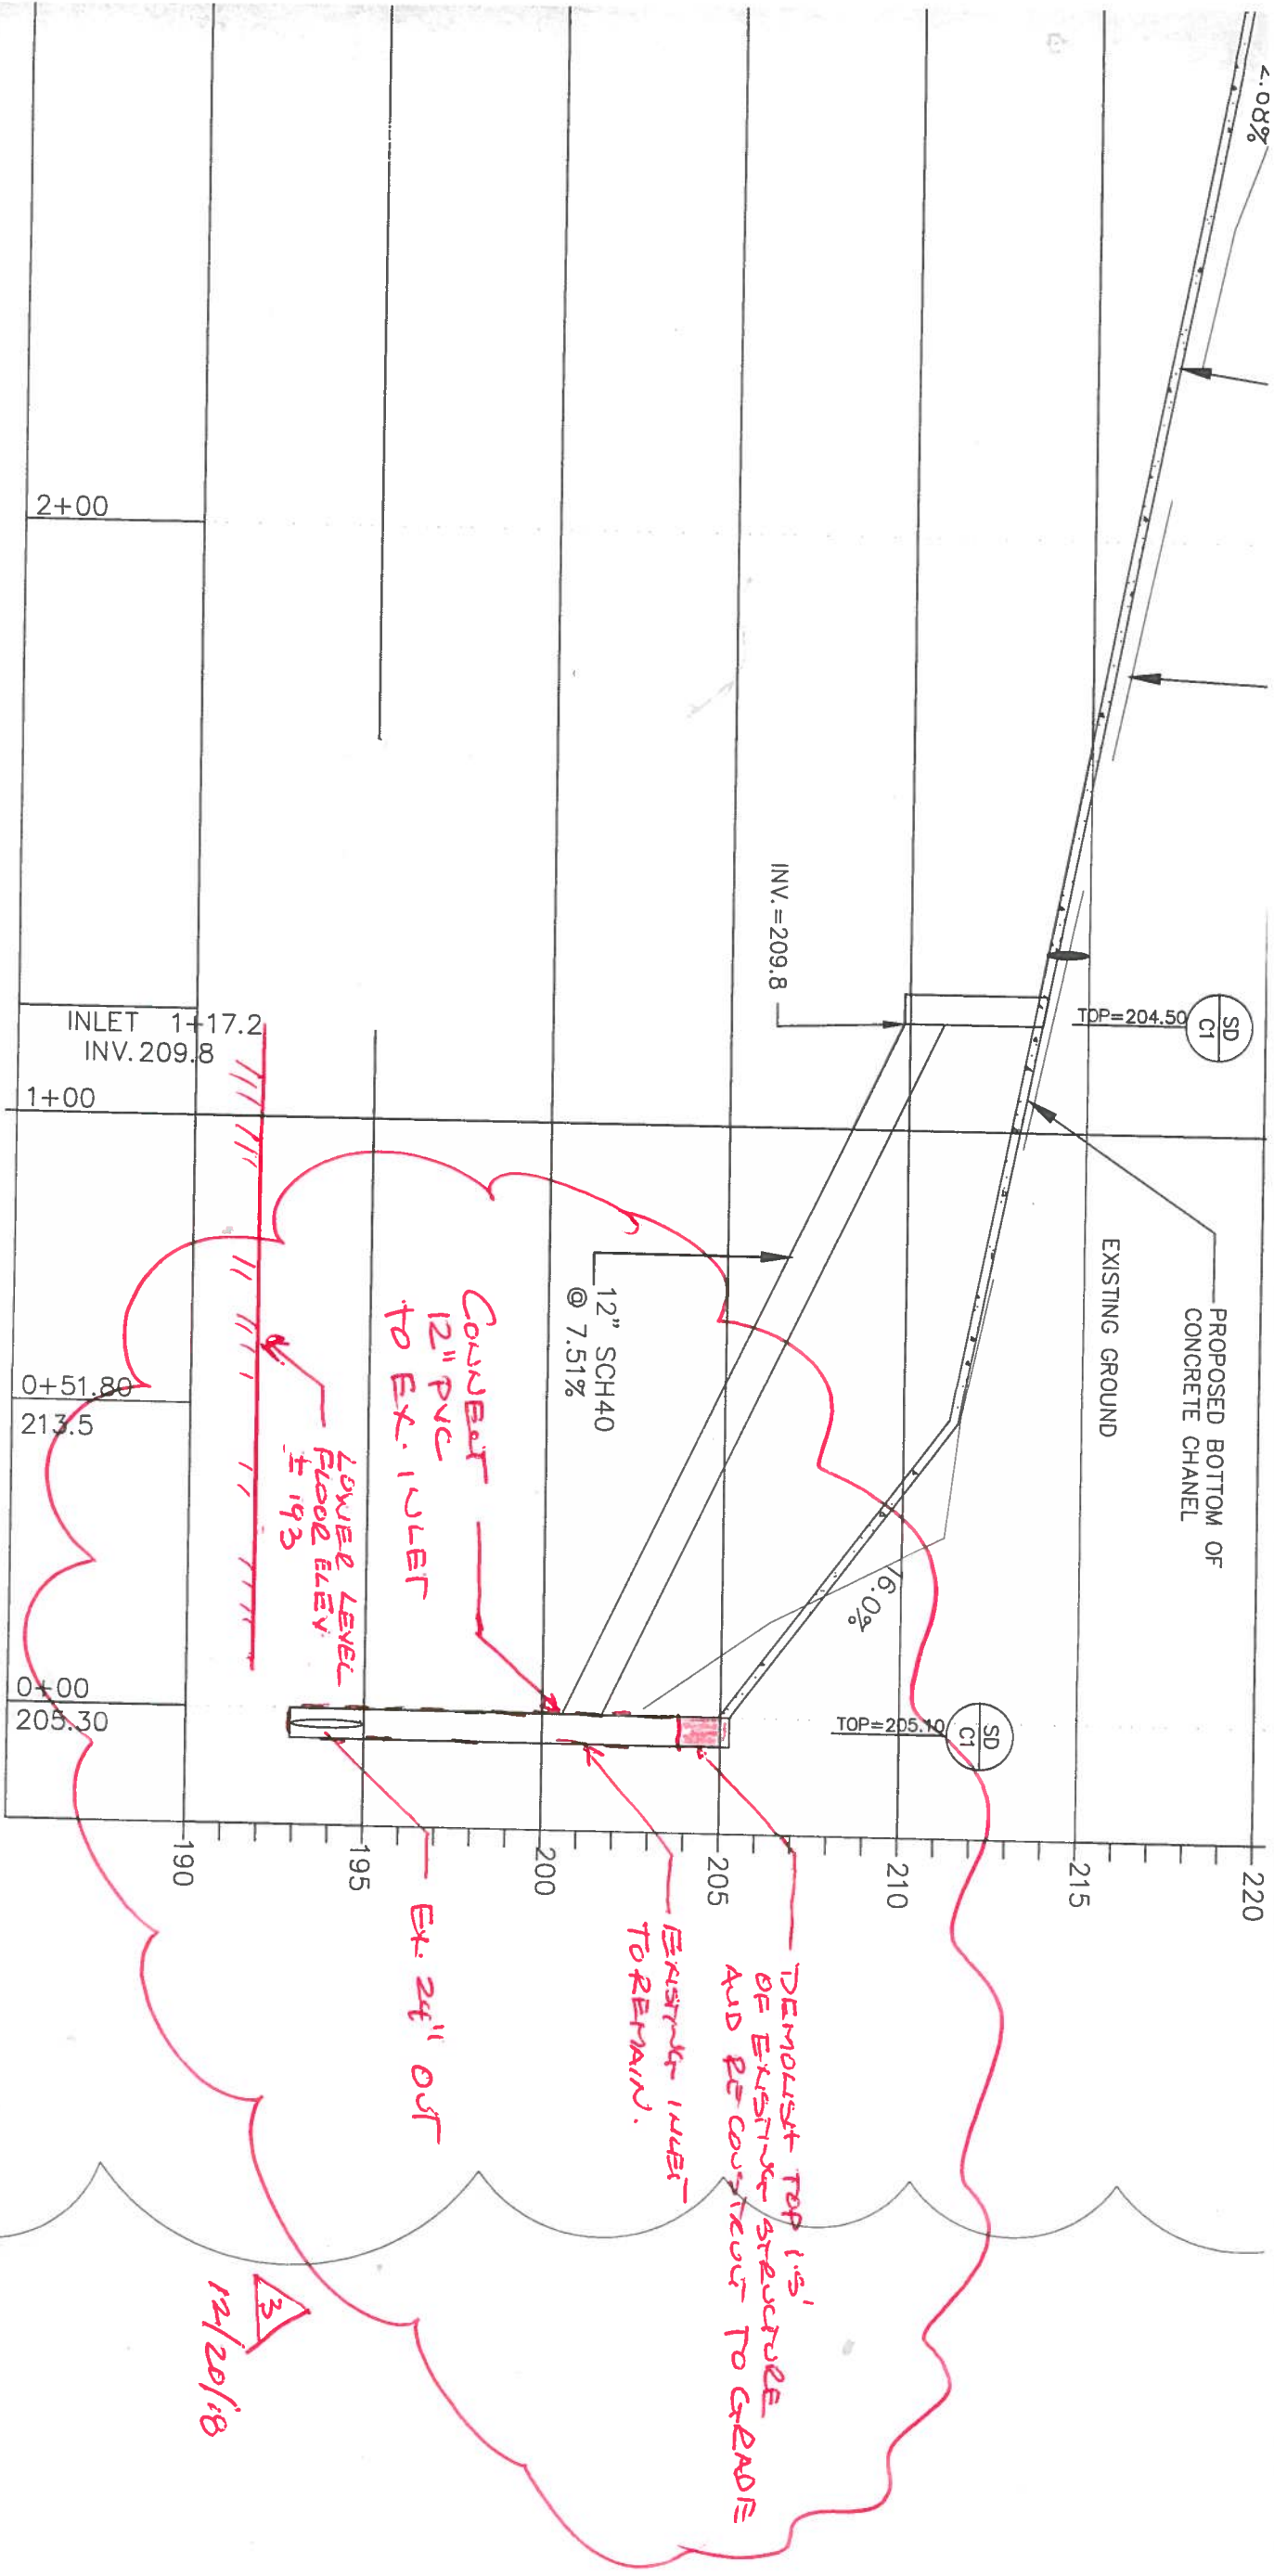 2.08%
SD
C1
TOP=204.50
INV.=209.8
PROPOSED BOTTOM OF
CONCRETE CHANEL
EXISTING GROUND
12" SCH40
@ 7.51%
16.0%
SD
C1
TOP=205.10
CONNECT
12" PVC
TO EX. INLET
LOWER LEVEL
FLOOR ELEV.
± 193
DEMOLISH TOP 1.5'
OF EXISTING STRUCTURE
AND RECONSTRUCT TO GRADE
EXISTING INLET
TO REMAIN.
EX. 24" OUT
3
12/20/18
220
215
210
205
200
195
190
2+00
INLET 1+17.2
INV. 209.8
1+00
0+51.80
213.5
0+00
205.30